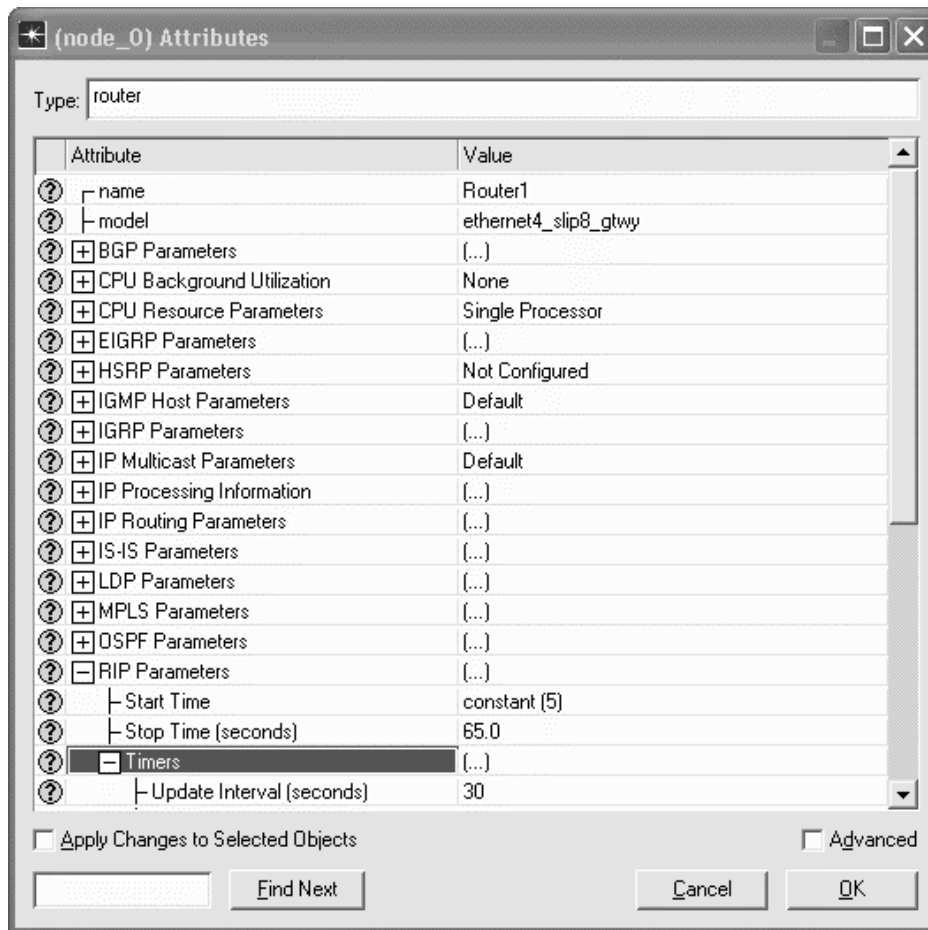 (node_0) Attributes
Type: router
Attribute Value
name Router1
model ethernet4_slip8_gtwy
BGP Parameters (...)
CPU Background Utilization None
CPU Resource Parameters Single Processor
EIGRP Parameters (...)
HSRP Parameters Not Configured
IGMP Host Parameters Default
IGRP Parameters (...)
IP Multicast Parameters Default
IP Processing Information (...)
IP Routing Parameters (...)
IS-IS Parameters (...)
LDP Parameters (...)
MPLS Parameters (...)
OSPF Parameters (...)
RIP Parameters (...)
Start Time constant (5)
Stop Time (seconds) 65.0
Timers (...)
Update Interval (seconds) 30
Apply Changes to Selected Objects Advanced
Find Next Cancel OK